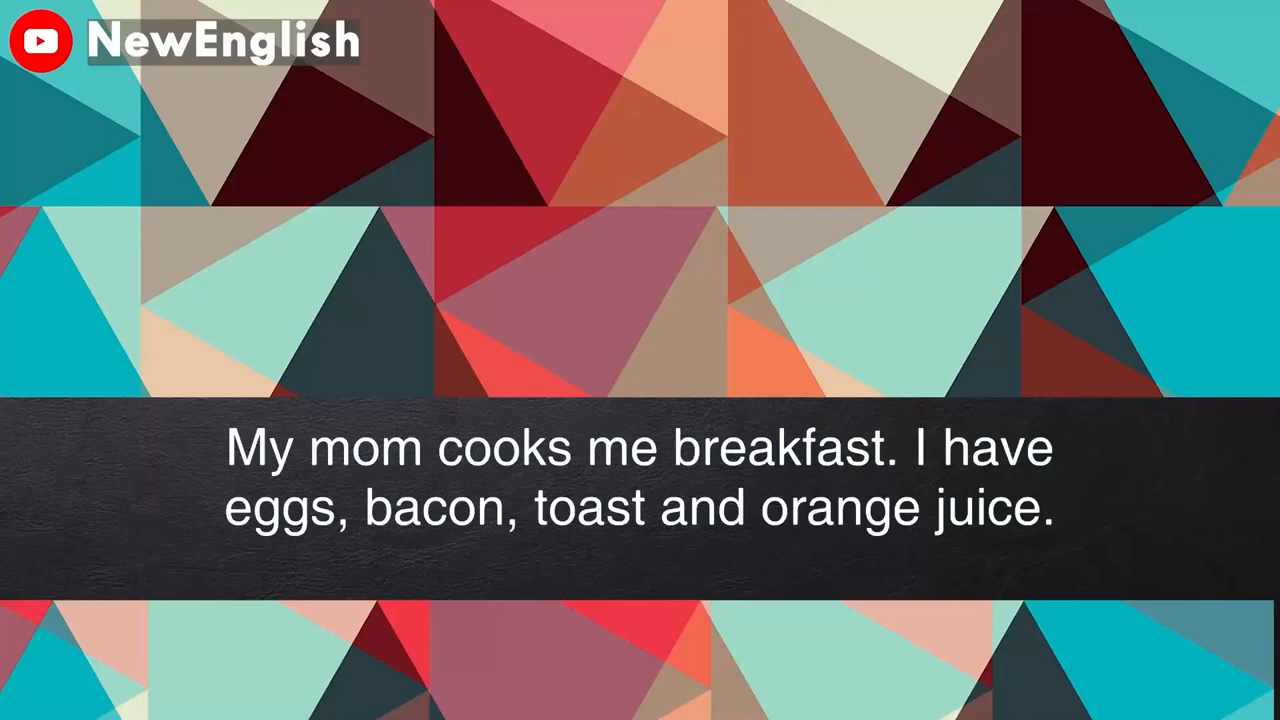 NewEnglish
My mom cooks me breakfast. I have
eggs, bacon, toast and orange juice.